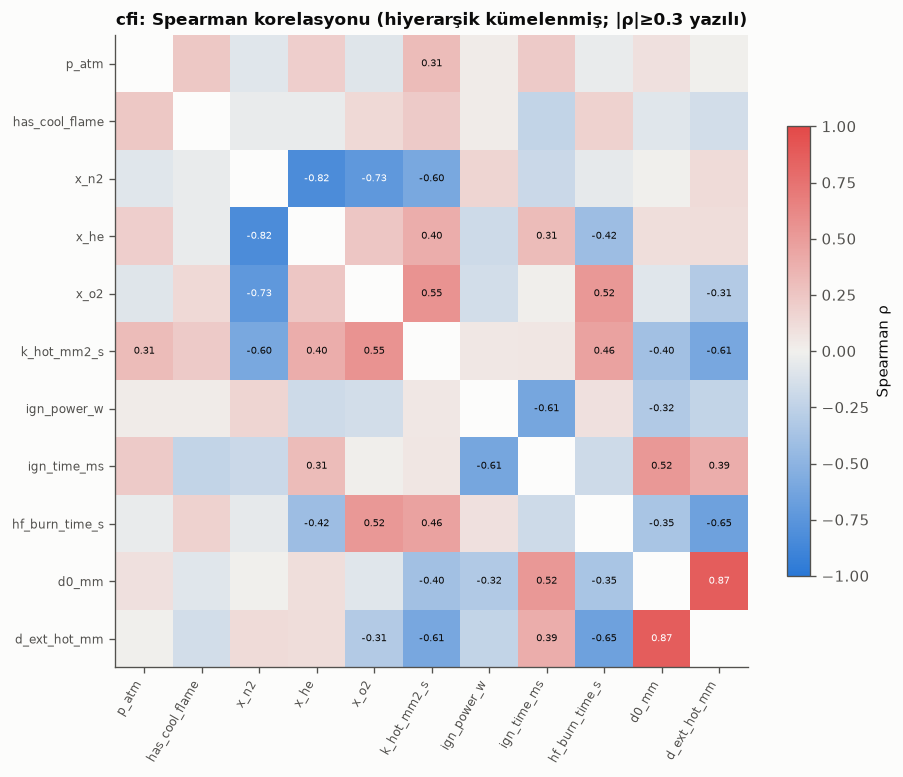 cfi: Spearman korelasyonu (hiyerarşik kümelenmiş; |ρ|≥0.3 yazılı)
p_atm 0.31
has_cool_flame
x_n2 -0.82 -0.73 -0.60
x_he -0.82 0.40 0.31 -0.42
x_o2 -0.73 0.55 0.52 -0.31
k_hot_mm2_s 0.31 -0.60 0.40 0.55 0.46 -0.40 -0.61
ign_power_w -0.61 -0.32
ign_time_ms 0.31 -0.61 0.52 0.39
hf_burn_time_s -0.42 0.52 0.46 -0.35 -0.65
d0_mm -0.40 -0.32 0.52 -0.35 0.87
d_ext_hot_mm -0.31 -0.61 0.39 -0.65 0.87
p_atm
has_cool_flame
x_n2
x_he
x_o2
k_hot_mm2_s
ign_power_w
ign_time_ms
hf_burn_time_s
d0_mm
d_ext_hot_mm
1.00
0.75
0.50
0.25
0.00
−0.25
−0.50
−0.75
−1.00
Spearman ρ